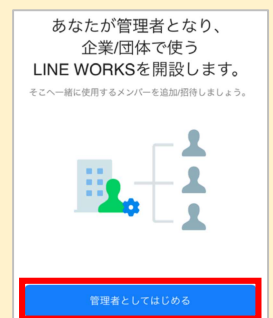 あなたが管理者となり、
企業/団体で使う
LINE WORKSを開設します。
そこへ一緒に使用するメンバーを追加/招待しましょう。
管理者としてはじめる